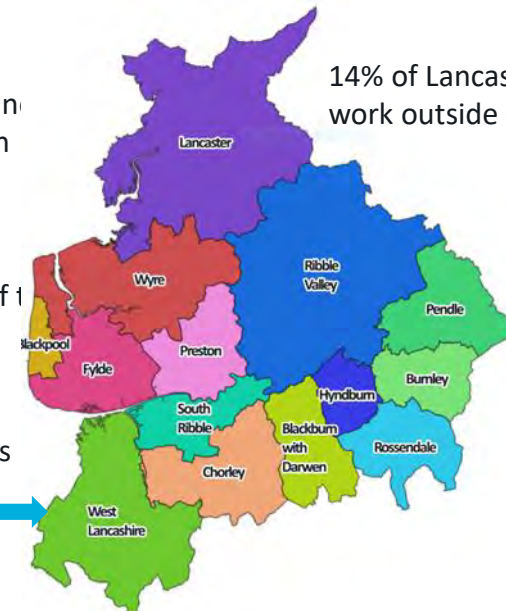 14% of Lancas
work outside
Lancaster
Wyre
Ribble
Valley
Pendle
Blackpool
Fylde
Preston
Burnley
Hyndburn
South
Ribble
Blackburn
with
Darwen
Rossendale
Chorley
West
Lancashire